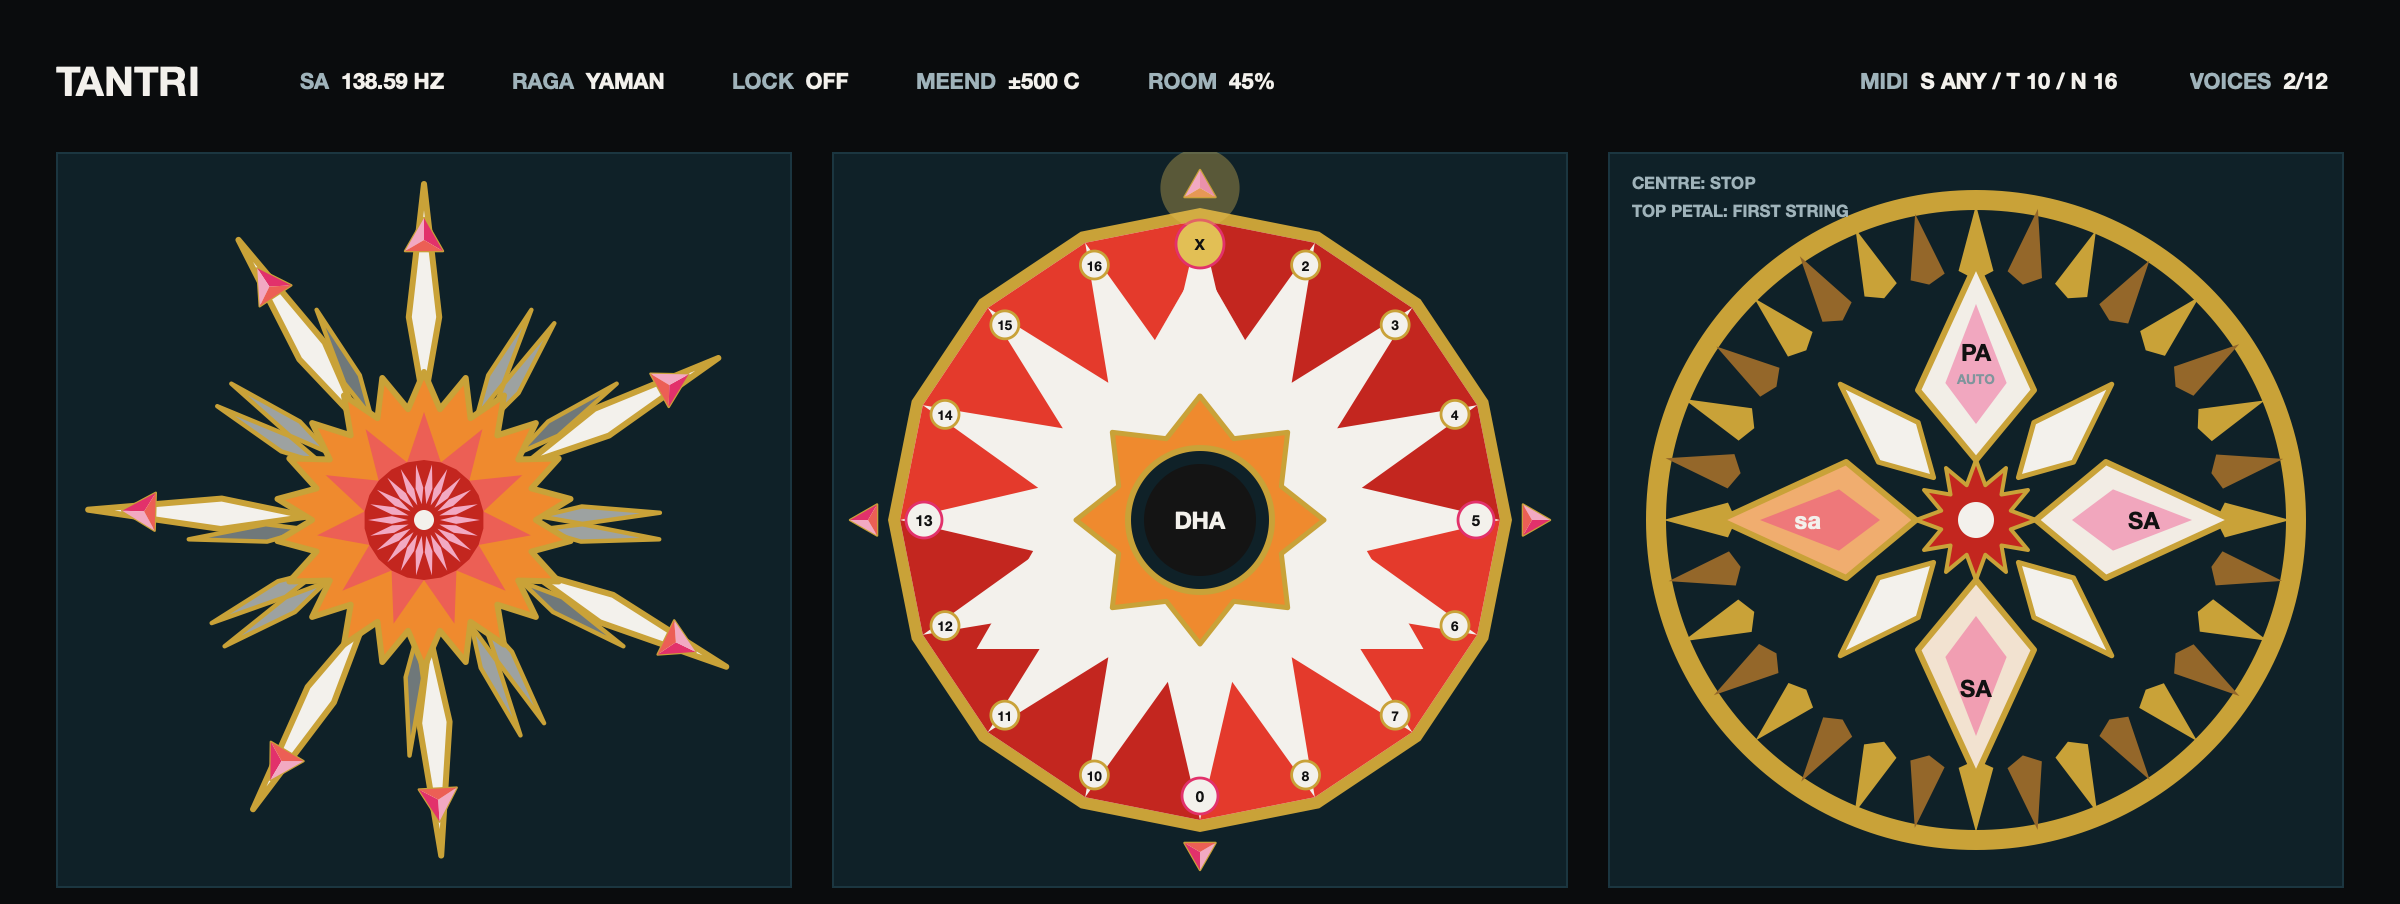 TANTRI
SA 138.59 HZ
RAGA YAMAN
LOCK OFF
MEEND ±500 C
ROOM 45%
MIDI S ANY / T 10 / N 16
VOICES 2/12
X
2
3
4
5
6
7
8
0
10
11
12
13
14
15
16
DHA
CENTRE: STOP
TOP PETAL: FIRST STRING
PA
AUTO
sa
SA
SA